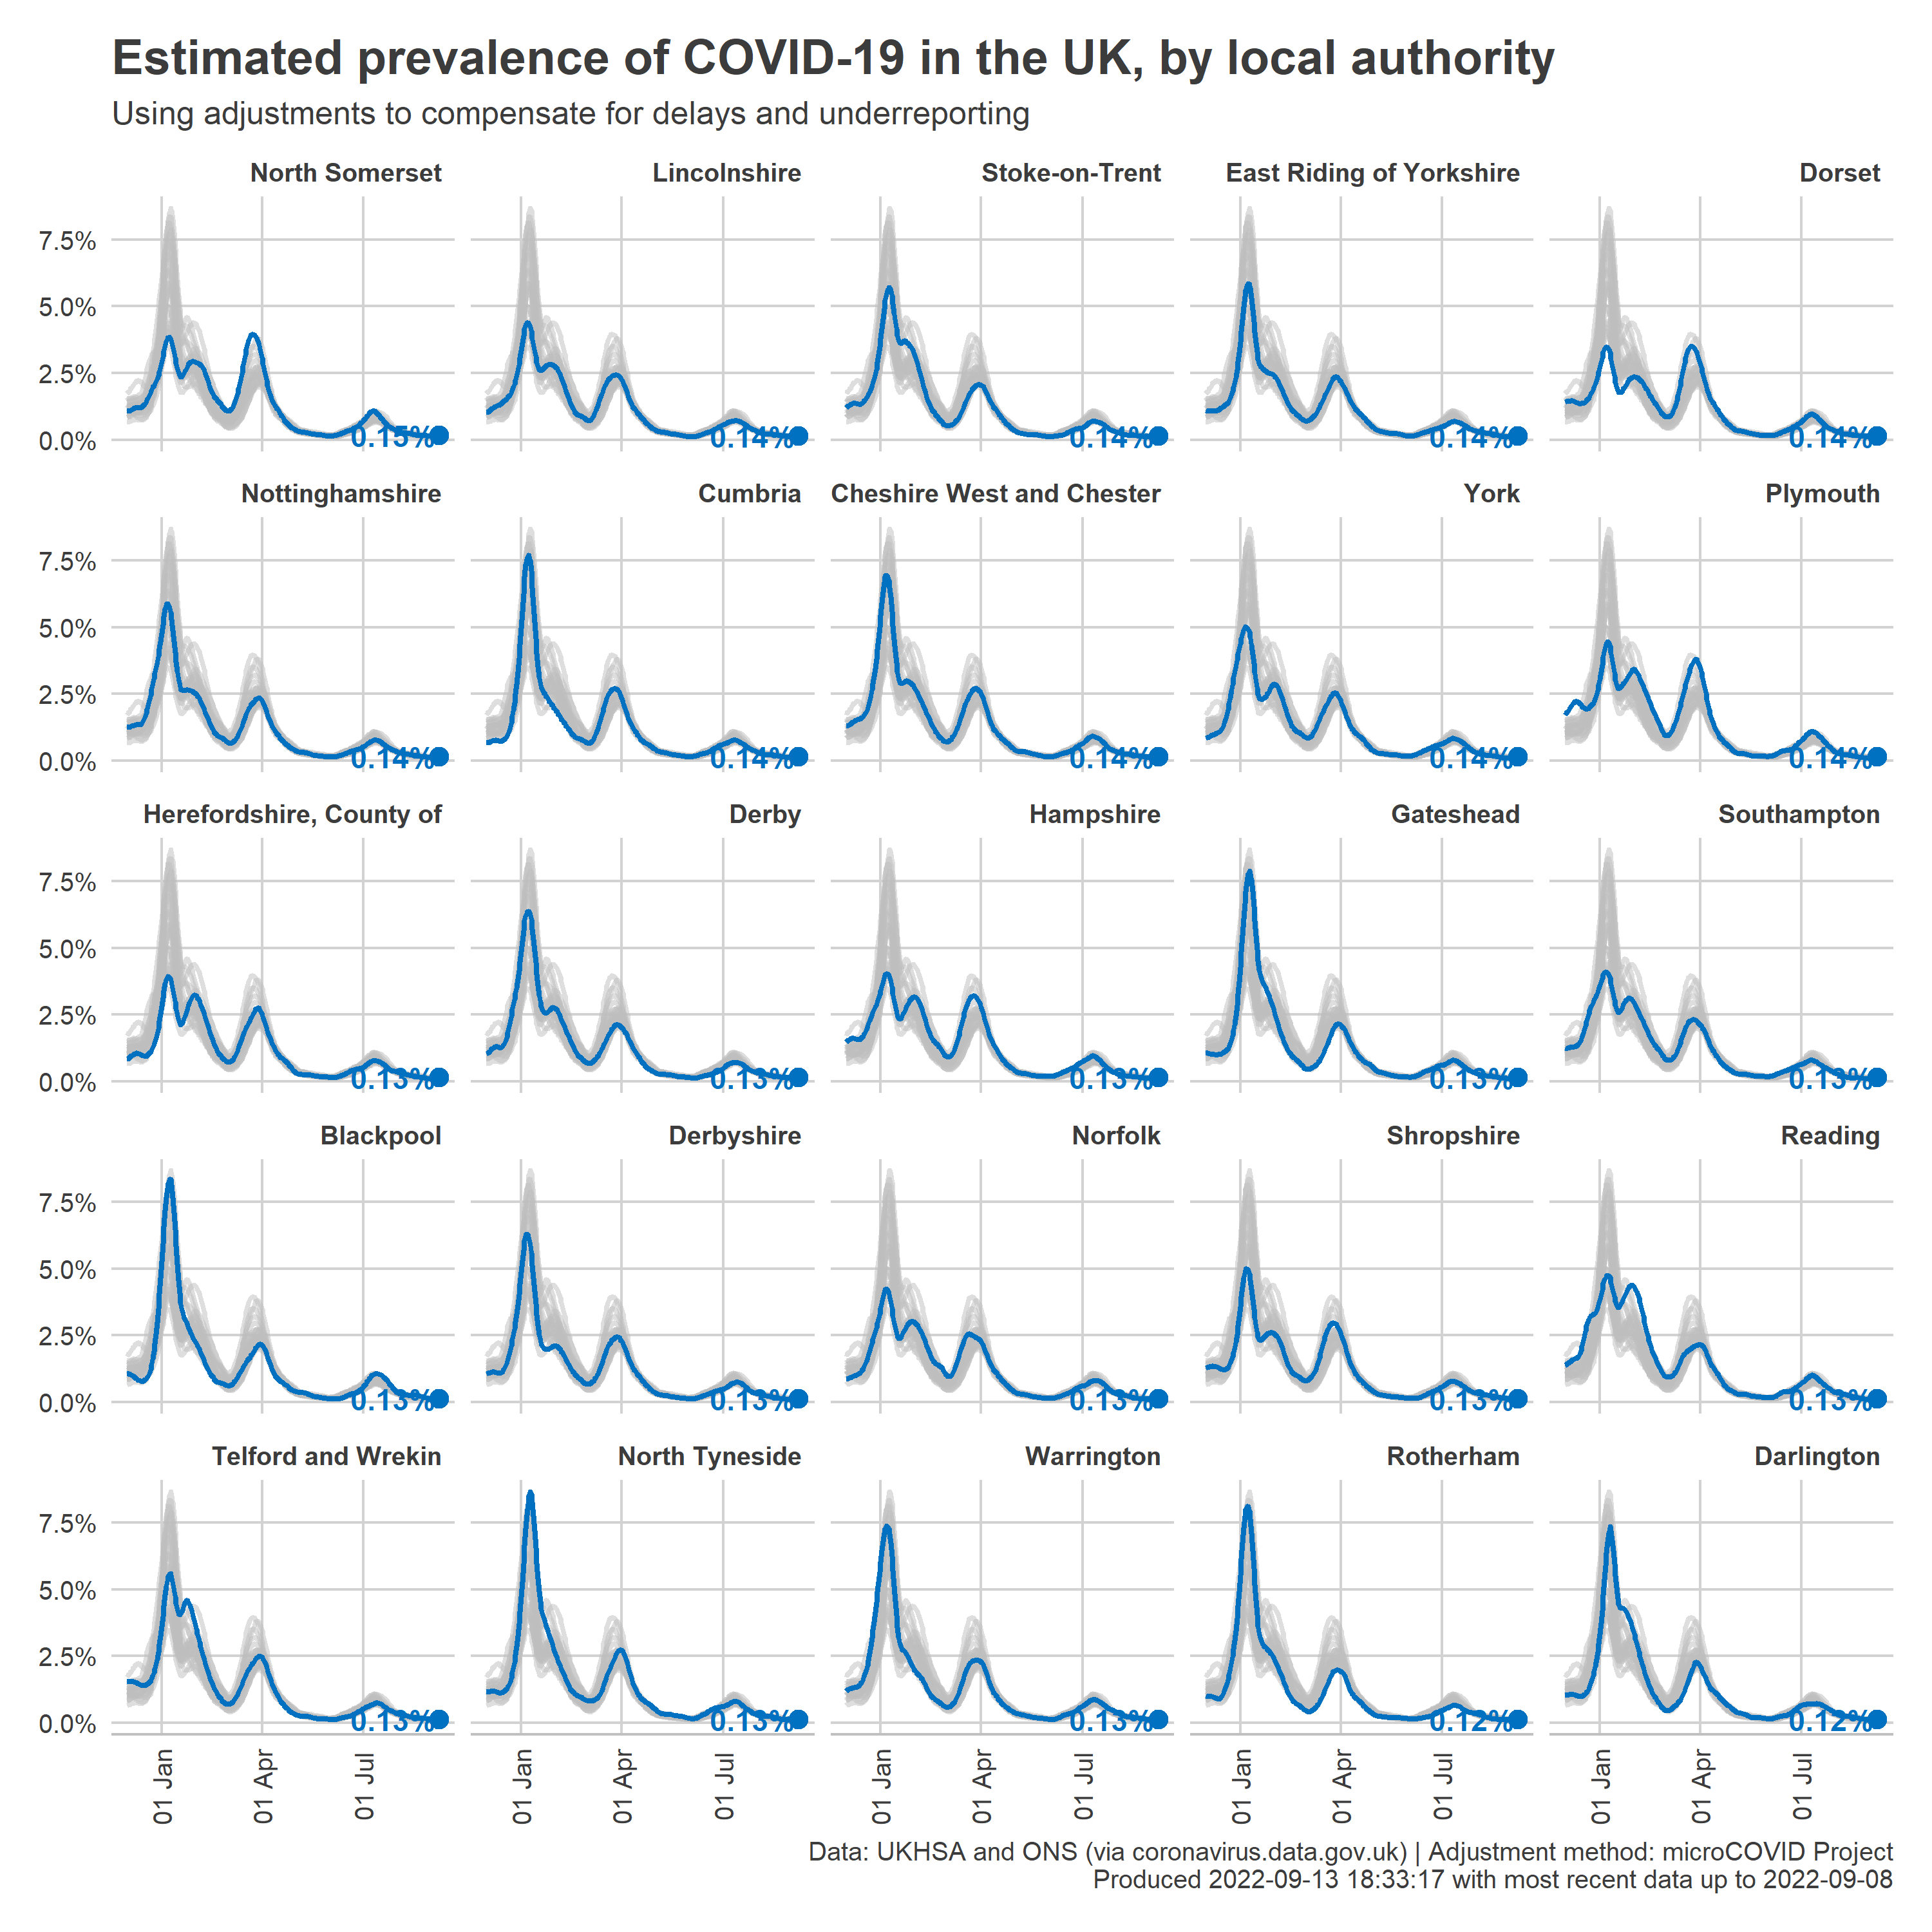 Estimated prevalence of COVID-19 in the UK, by local authority
Using adjustments to compensate for delays and underreporting
North Somerset
Lincolnshire
Stoke-on-Trent
East Riding of Yorkshire
Dorset
7.5%
5.0%
2.5%
0.0%
0.15%
0.14%
0.14%
0.14%
0.14%
Nottinghamshire
Cumbria
Cheshire West and Chester
York
Plymouth
7.5%
5.0%
2.5%
0.0%
0.14%
0.14%
0.14%
0.14%
0.14%
Herefordshire, County of
Derby
Hampshire
Gateshead
Southampton
7.5%
5.0%
2.5%
0.0%
0.13%
0.13%
0.13%
0.13%
0.13%
Blackpool
Derbyshire
Norfolk
Shropshire
Reading
7.5%
5.0%
2.5%
0.0%
0.13%
0.13%
0.13%
0.13%
0.13%
Telford and Wrekin
North Tyneside
Warrington
Rotherham
Darlington
7.5%
5.0%
2.5%
0.0%
0.13%
0.13%
0.13%
0.12%
0.12%
01 Jan
01 Apr
01 Jul
01 Jan
01 Apr
01 Jul
01 Jan
01 Apr
01 Jul
01 Jan
01 Apr
01 Jul
01 Jan
01 Apr
01 Jul
Data: UKHSA and ONS (via coronavirus.data.gov.uk) | Adjustment method: microCOVID Project
Produced 2022-09-13 18:33:17 with most recent data up to 2022-09-08